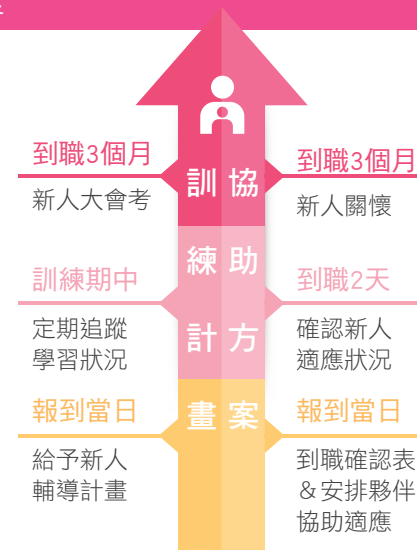 訓練計畫
協助方案
到職3個月
新人大會考
訓練期中
定期追蹤
學習狀況
報到當日
給予新人
輔導計畫
到職3個月
新人關懷
到職2天
確認新人
適應狀況
報到當日
到職確認表
＆安排夥伴
協助適應